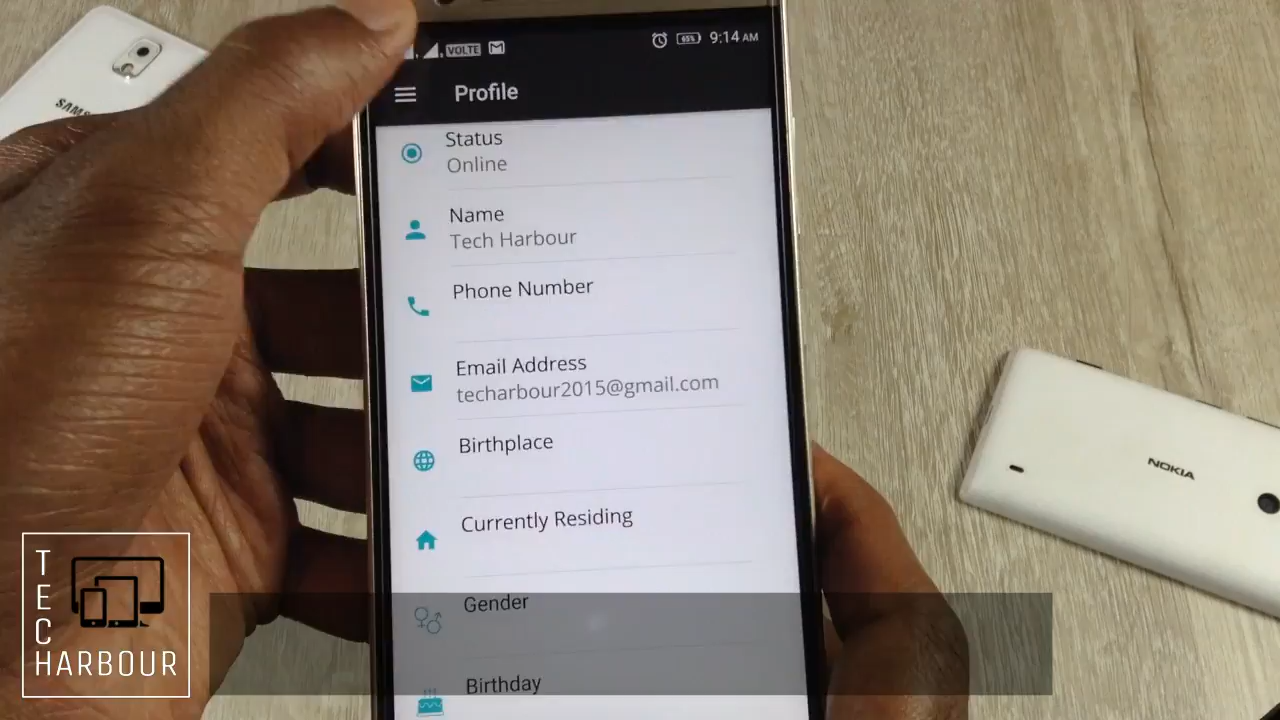 VOLTE
65%
9:14 AM
Profile
Status
Online
Name
Tech Harbour
Phone Number
Email Address
techarbour2015@gmail.com
Birthplace
Currently Residing
Gender
Birthday
NOKIA
TECH
HARBOUR